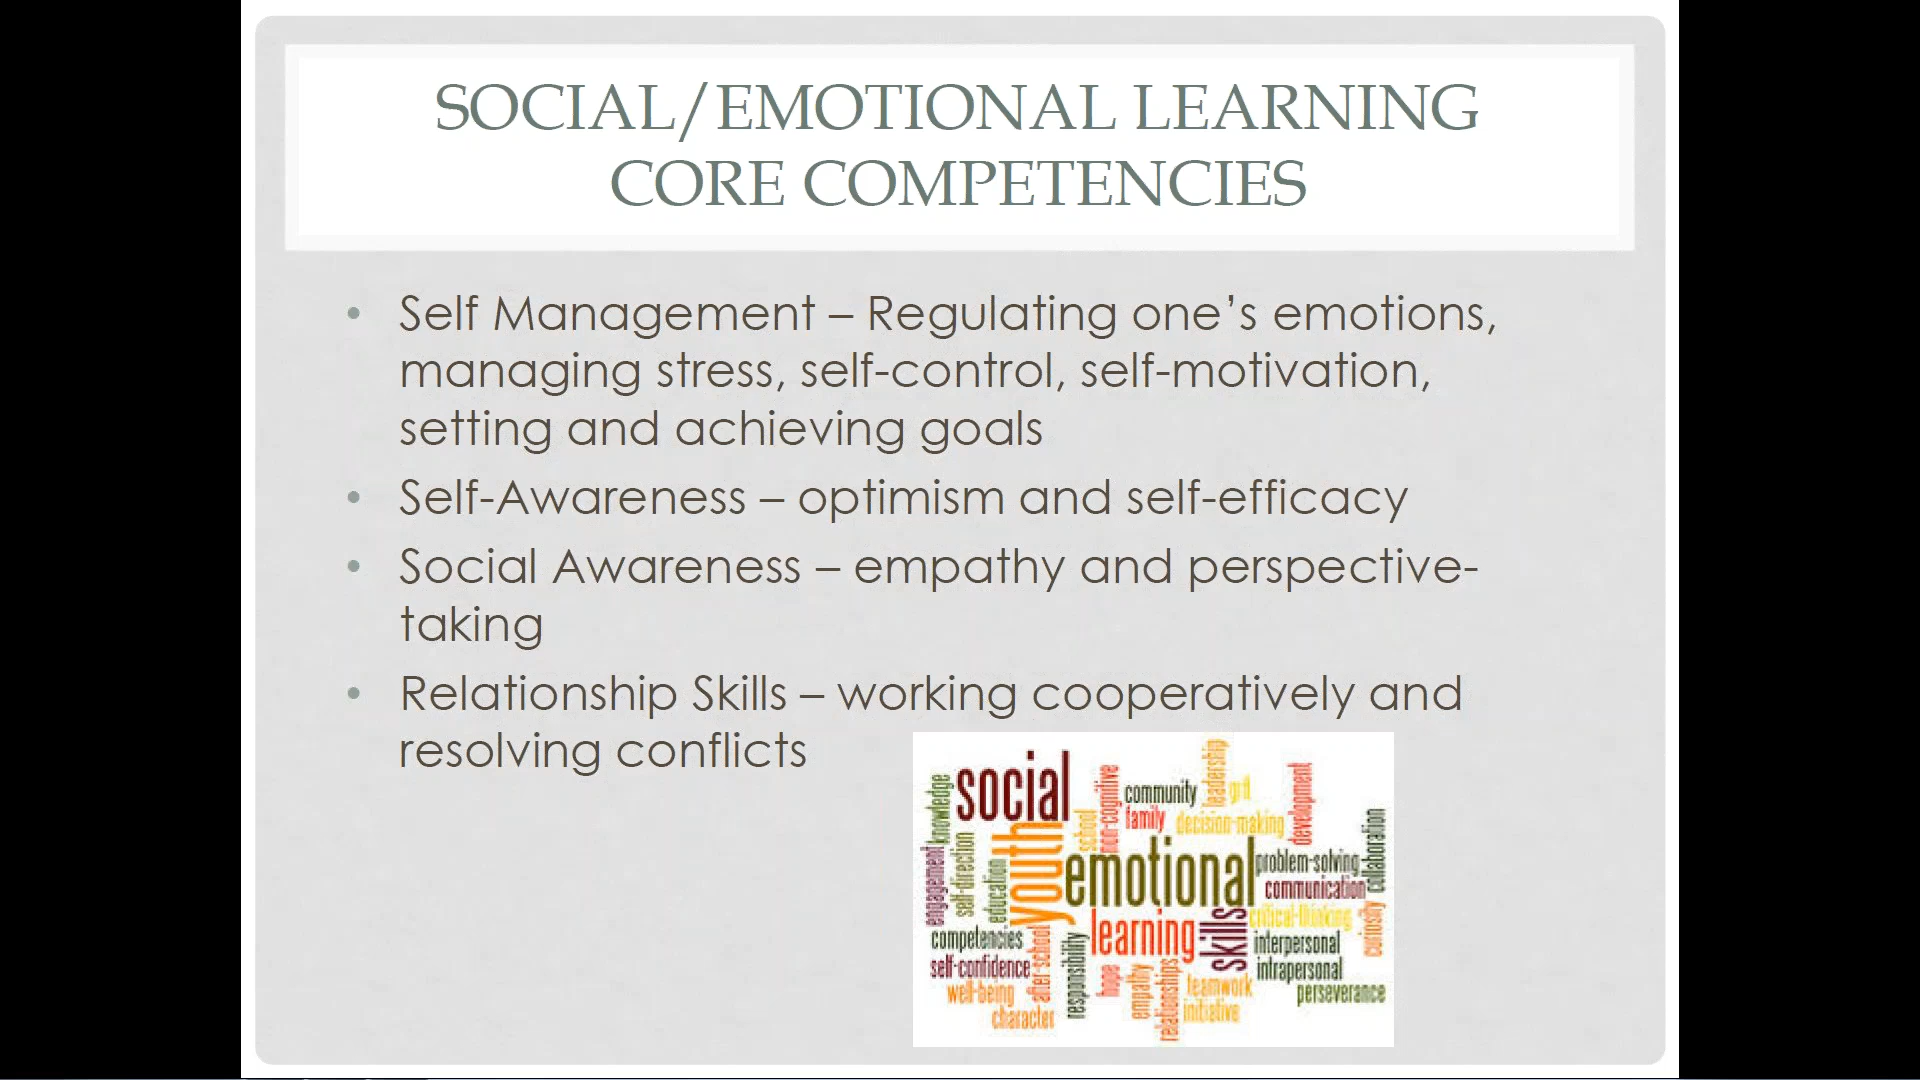 SOCIAL/EMOTIONAL LEARNING
CORE COMPETENCIES
• Self Management – Regulating one’s emotions,
managing stress, self-control, self-motivation,
setting and achieving goals
• Self-Awareness – optimism and self-efficacy
• Social Awareness – empathy and perspective-
taking
• Relationship Skills – working cooperatively and
resolving conflicts
social
knowledge
non-cognitive
community
leadership
grit
family
school
decision-making
development
collaboration
engagement
self-direction
education
youth
emotional
problem-solving
communication
critical-thinking
curiosity
learning
skills
competencies
self-confidence
after-school
responsibility
interpersonal
intrapersonal
well-being
hope
empathy
relationships
teamwork
initiative
perseverance
character